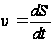 υ = dS/dt